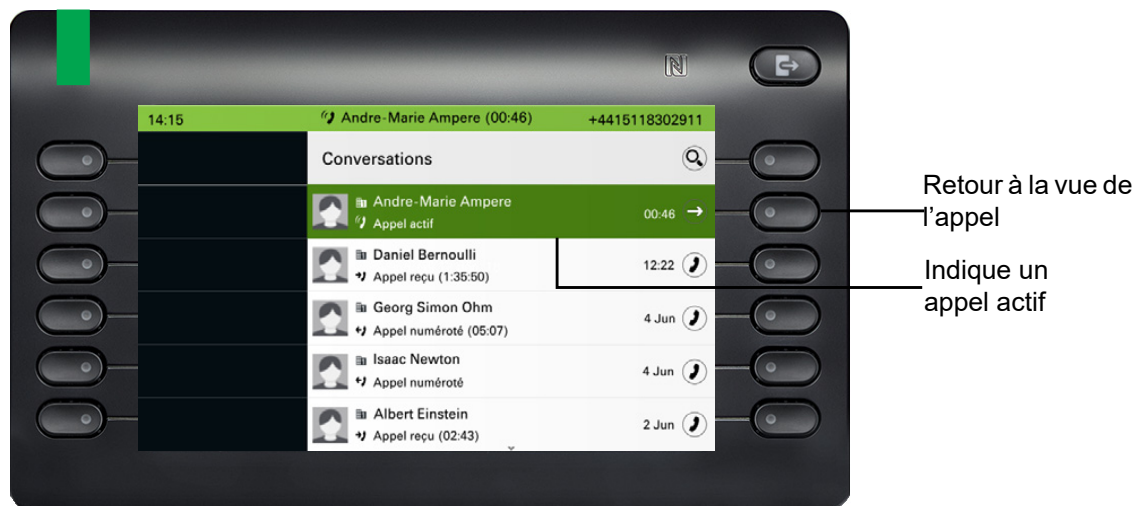 14:15 Andre-Marie Ampere (00:46) +4415118302911
Conversations
Andre-Marie Ampere
Appel actif
00:46
Daniel Bernoulli
Appel reçu (1:35:50)
12:22
Georg Simon Ohm
Appel numéroté (05:07)
4 Jun
Isaac Newton
Appel numéroté
4 Jun
Albert Einstein
Appel reçu (02:43)
2 Jun
Retour à la vue de
l'appel
Indique un
appel actif